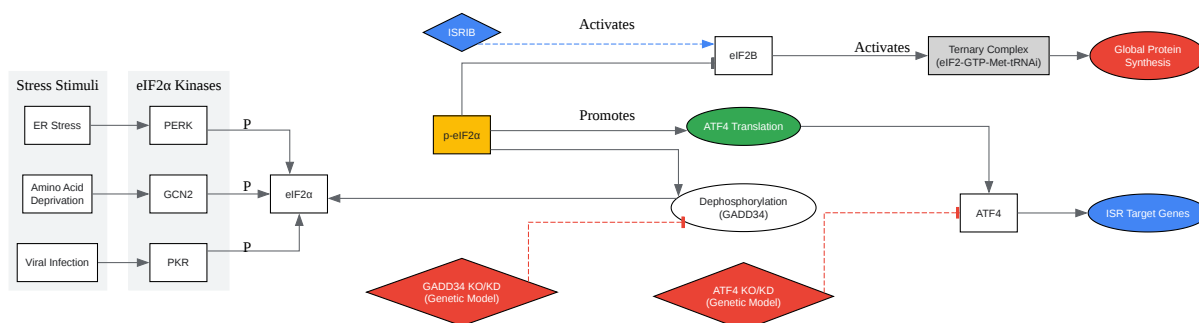 Stress Stimuli
ER Stress
Amino Acid
Deprivation
Viral Infection
eIF2α Kinases
PERK
GCN2
PKR
P
P
P
eIF2α
ISRIB
Activates
eIF2B
Activates
Ternary Complex
(eIF2-GTP-Met-tRNAi)
Global Protein
Synthesis
p-eIF2α
Promotes
ATF4 Translation
Dephosphorylation
(GADD34)
ATF4
ISR Target Genes
GADD34 KO/KD
(Genetic Model)
ATF4 KO/KD
(Genetic Model)